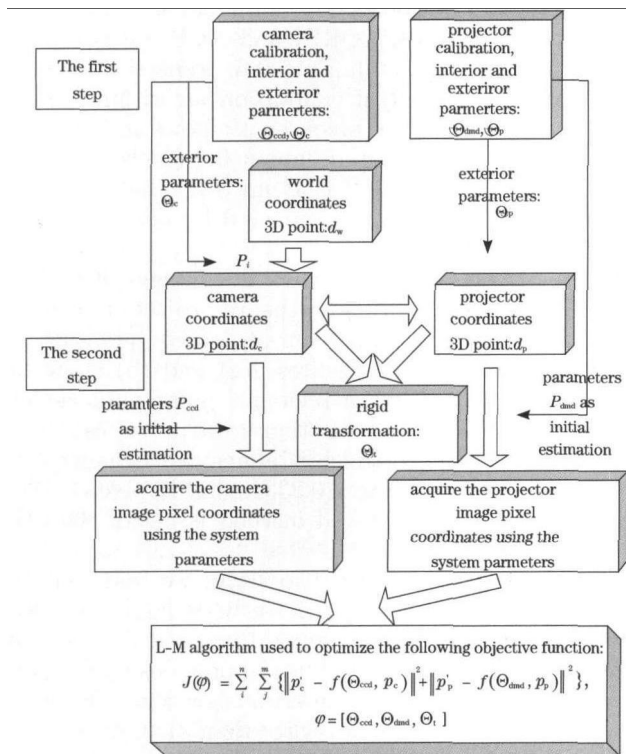 The first
step
camera
calibration,
interior and
exteriror
parmerters:
Θccd,Θc
projector
calibration,
interior and
exteriror
parmerters:
Θdmd,Θp
exterior
parameters:
Θc
world
coordinates
3D point:dw
exterior
parameters:
Θp
Pi
camera
coordinates
3D point:dc
projector
coordinates
3D point:dp
The second
step
paramters Pccd
as initial
estimation
rigid
transformation:
Θt
parameters
Pdmd as
initial
estimation
acquire the camera
image pixel coordinates
using the system
parameters
acquire the projector
image pixel
coordinates using the
system parmeters
L–M algorithm used to optimize the following objective function:
J(φ) = Σ_i^n Σ_j^m {‖p'c − f(Θccd, pc)‖²+‖p'p − f(Θdmd, pp)‖²},
φ=[Θccd,Θdmd,Θt]